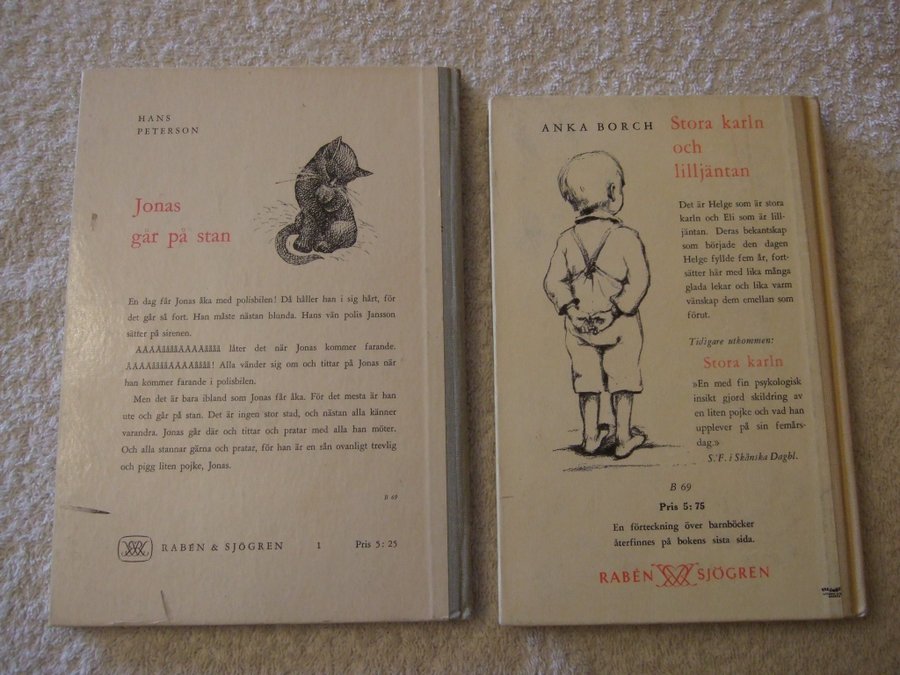 HANS
PETERSON
Jonas
går på stan
En dag får Jonas åka med polisbilen! Då håller han i sig hårt, för
det går så fort. Han måste nästan blunda. Hans vän polis Jansson
sätter på sirenen.
ÅÅÅÅåååååÅÅÅÅåååå låter det när Jonas kommer farande.
ÅÅÅÅåååååÅÅÅÅåååå! Alla vänder sig om och tittar på Jonas när
han kommer farande i polisbilen.
Men det är bara ibland som Jonas får åka. För det mesta är han
ute och går på stan. Det är ingen stor stad, och nästan alla känner
varandra. Jonas går där och tittar och pratar med alla han möter.
Och alla stannar gärna och pratar, för han är en rån ovanligt trevlig
och pigg liten pojke, Jonas.
B 69
RABÉN & SJÖGREN 1 Pris 5: 25
ANKA BORCH Stora karln
och
lilljäntan
Det är Helge som är stora
karln och Eli som är lill-
jäntan. Deras bekantskap
som började den dagen
Helge fyllde fem år, fort-
sätter här med lika många
glada lekar och lika varm
vänskap dem emellan som
förut.
Tidigare utkommen:
Stora karln
»En med fin psykologisk
insikt gjord skildring av
en liten pojke och vad han
upplever på sin femårs-
dag.»
S.F. i Skånska Dagbl.
B 69
Pris 5: 75
En förteckning över barnböcker
återfinnes på bokens sista sida.
RABÉN SJÖGREN